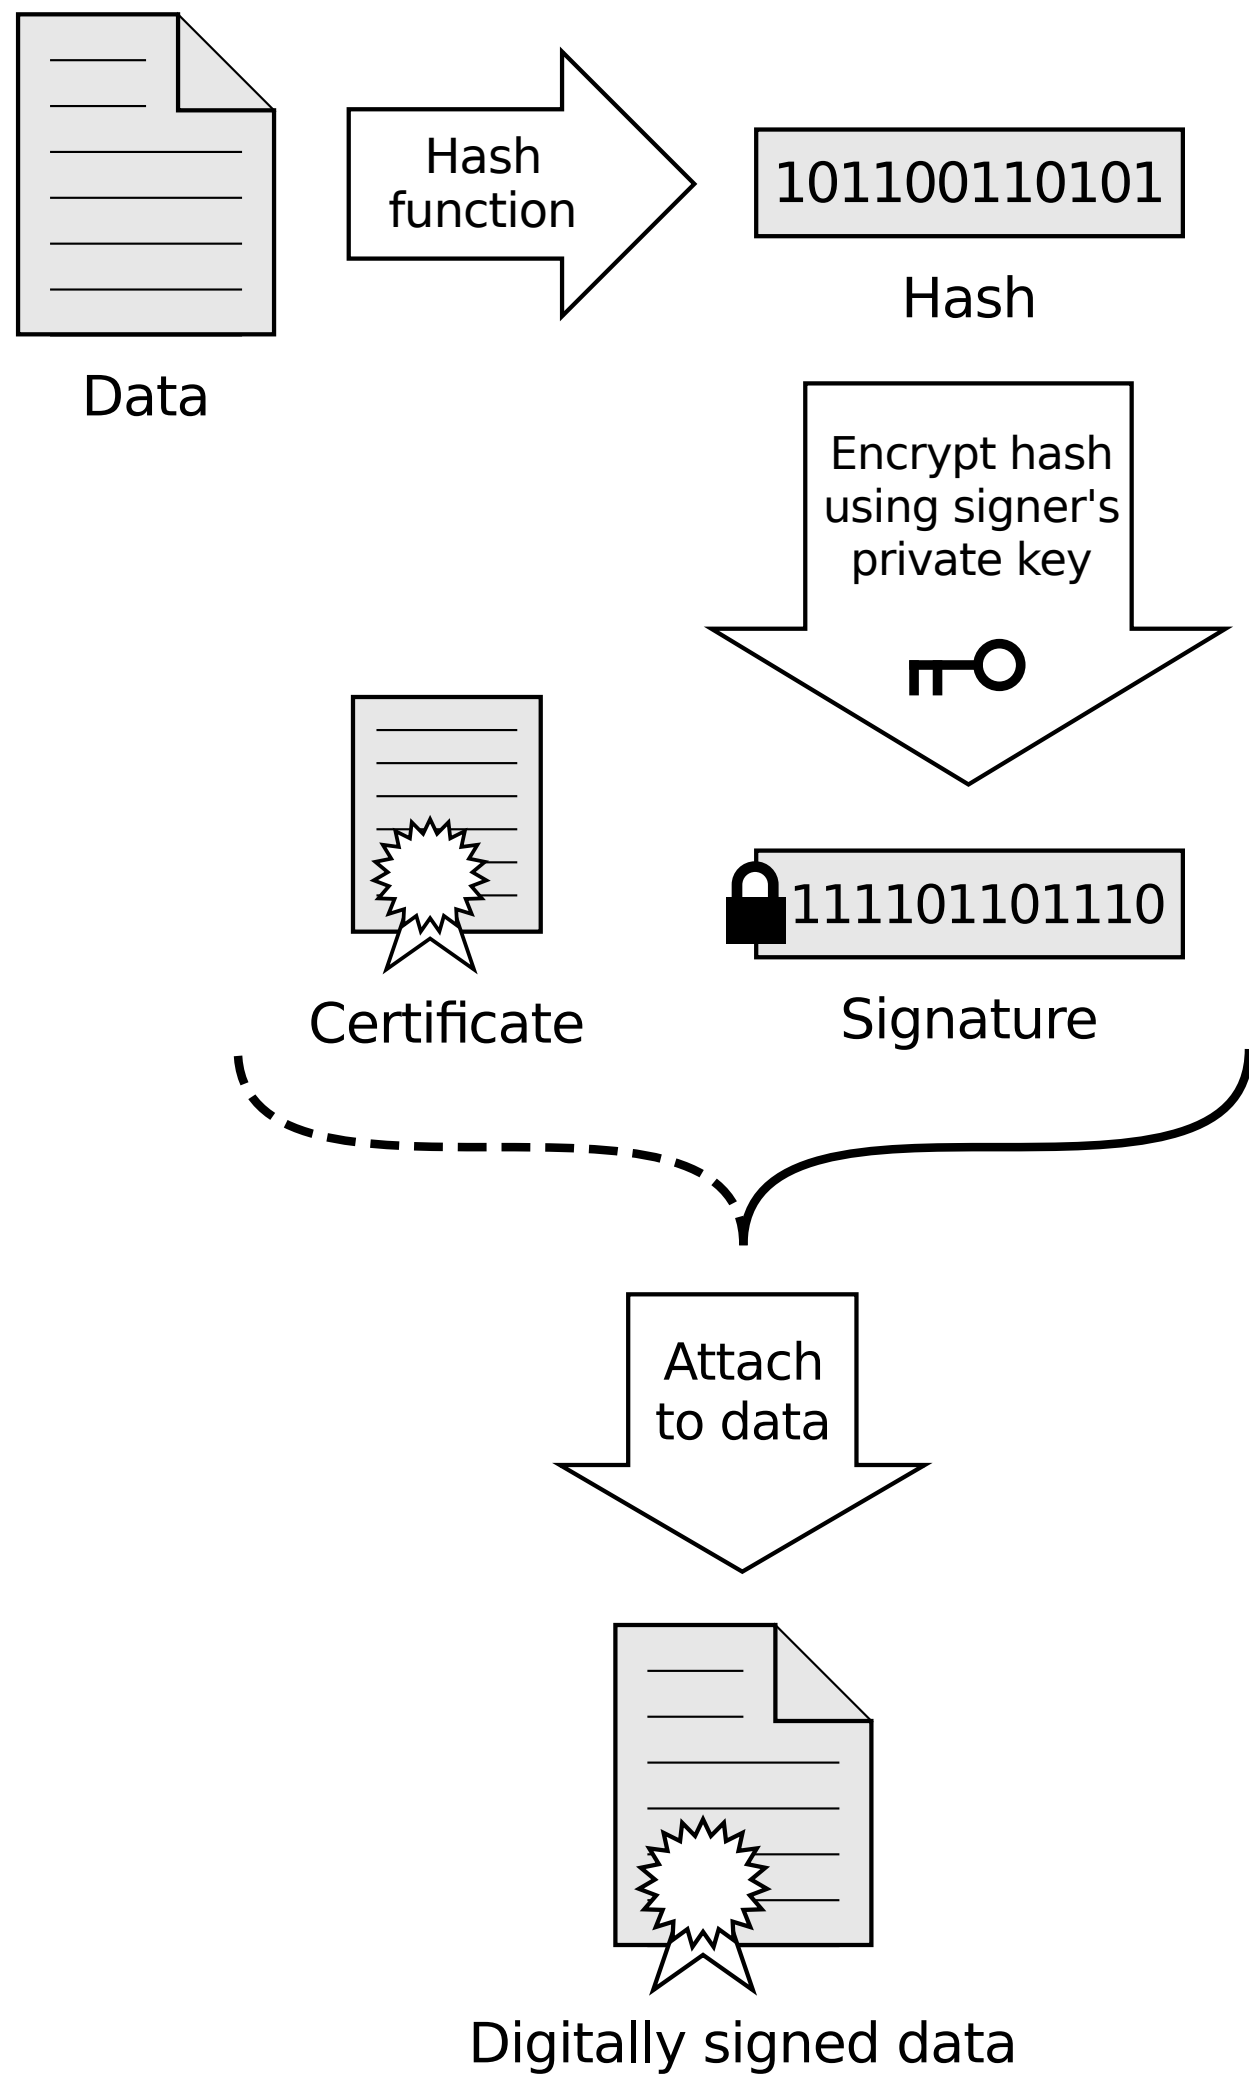 Hash
function
101100110101
Hash
Data
Encrypt hash
using signer's
private key
111101101110
Certificate
Signature
Attach
to data
Digitally signed data